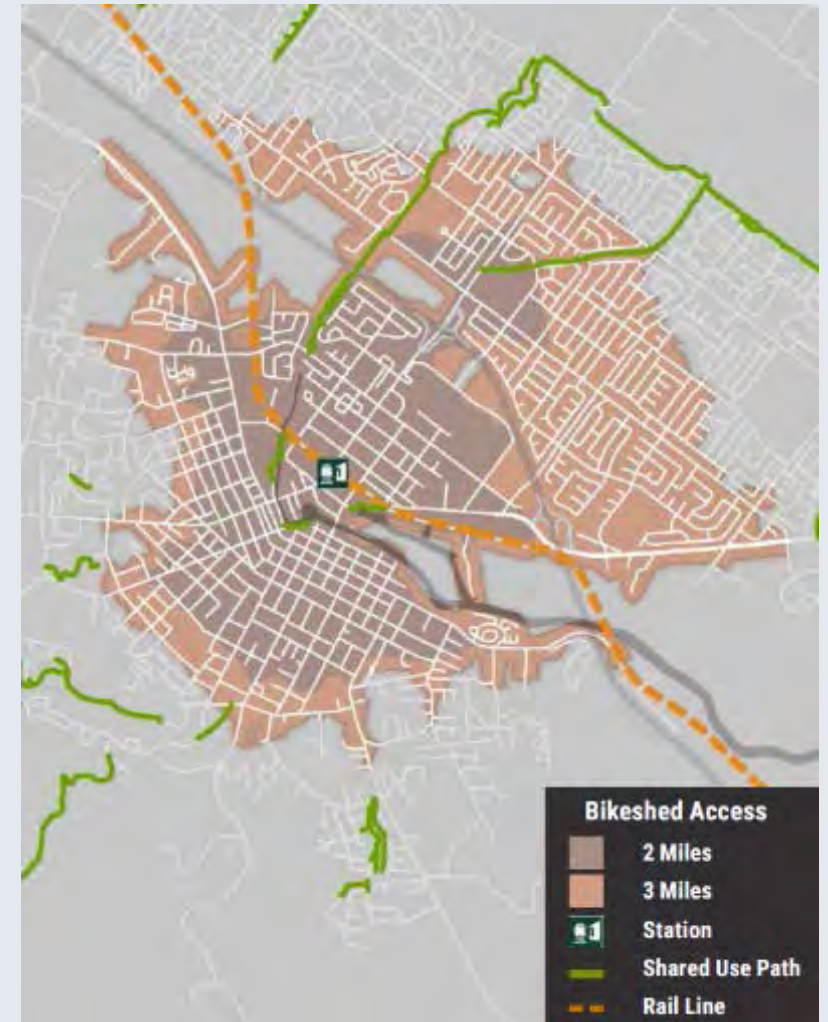 Bikeshed Access
2 Miles
3 Miles
Station
Shared Use Path
Rail Line